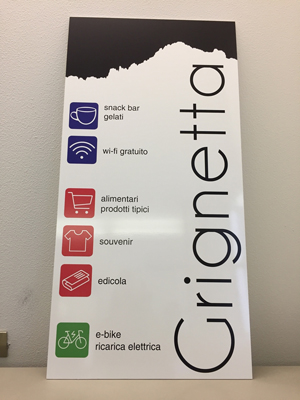 snack bar
gelati
wi-fi gratuito
alimentari
prodotti tipici
souvenir
edicola
e-bike
ricarica elettrica
Grignetta